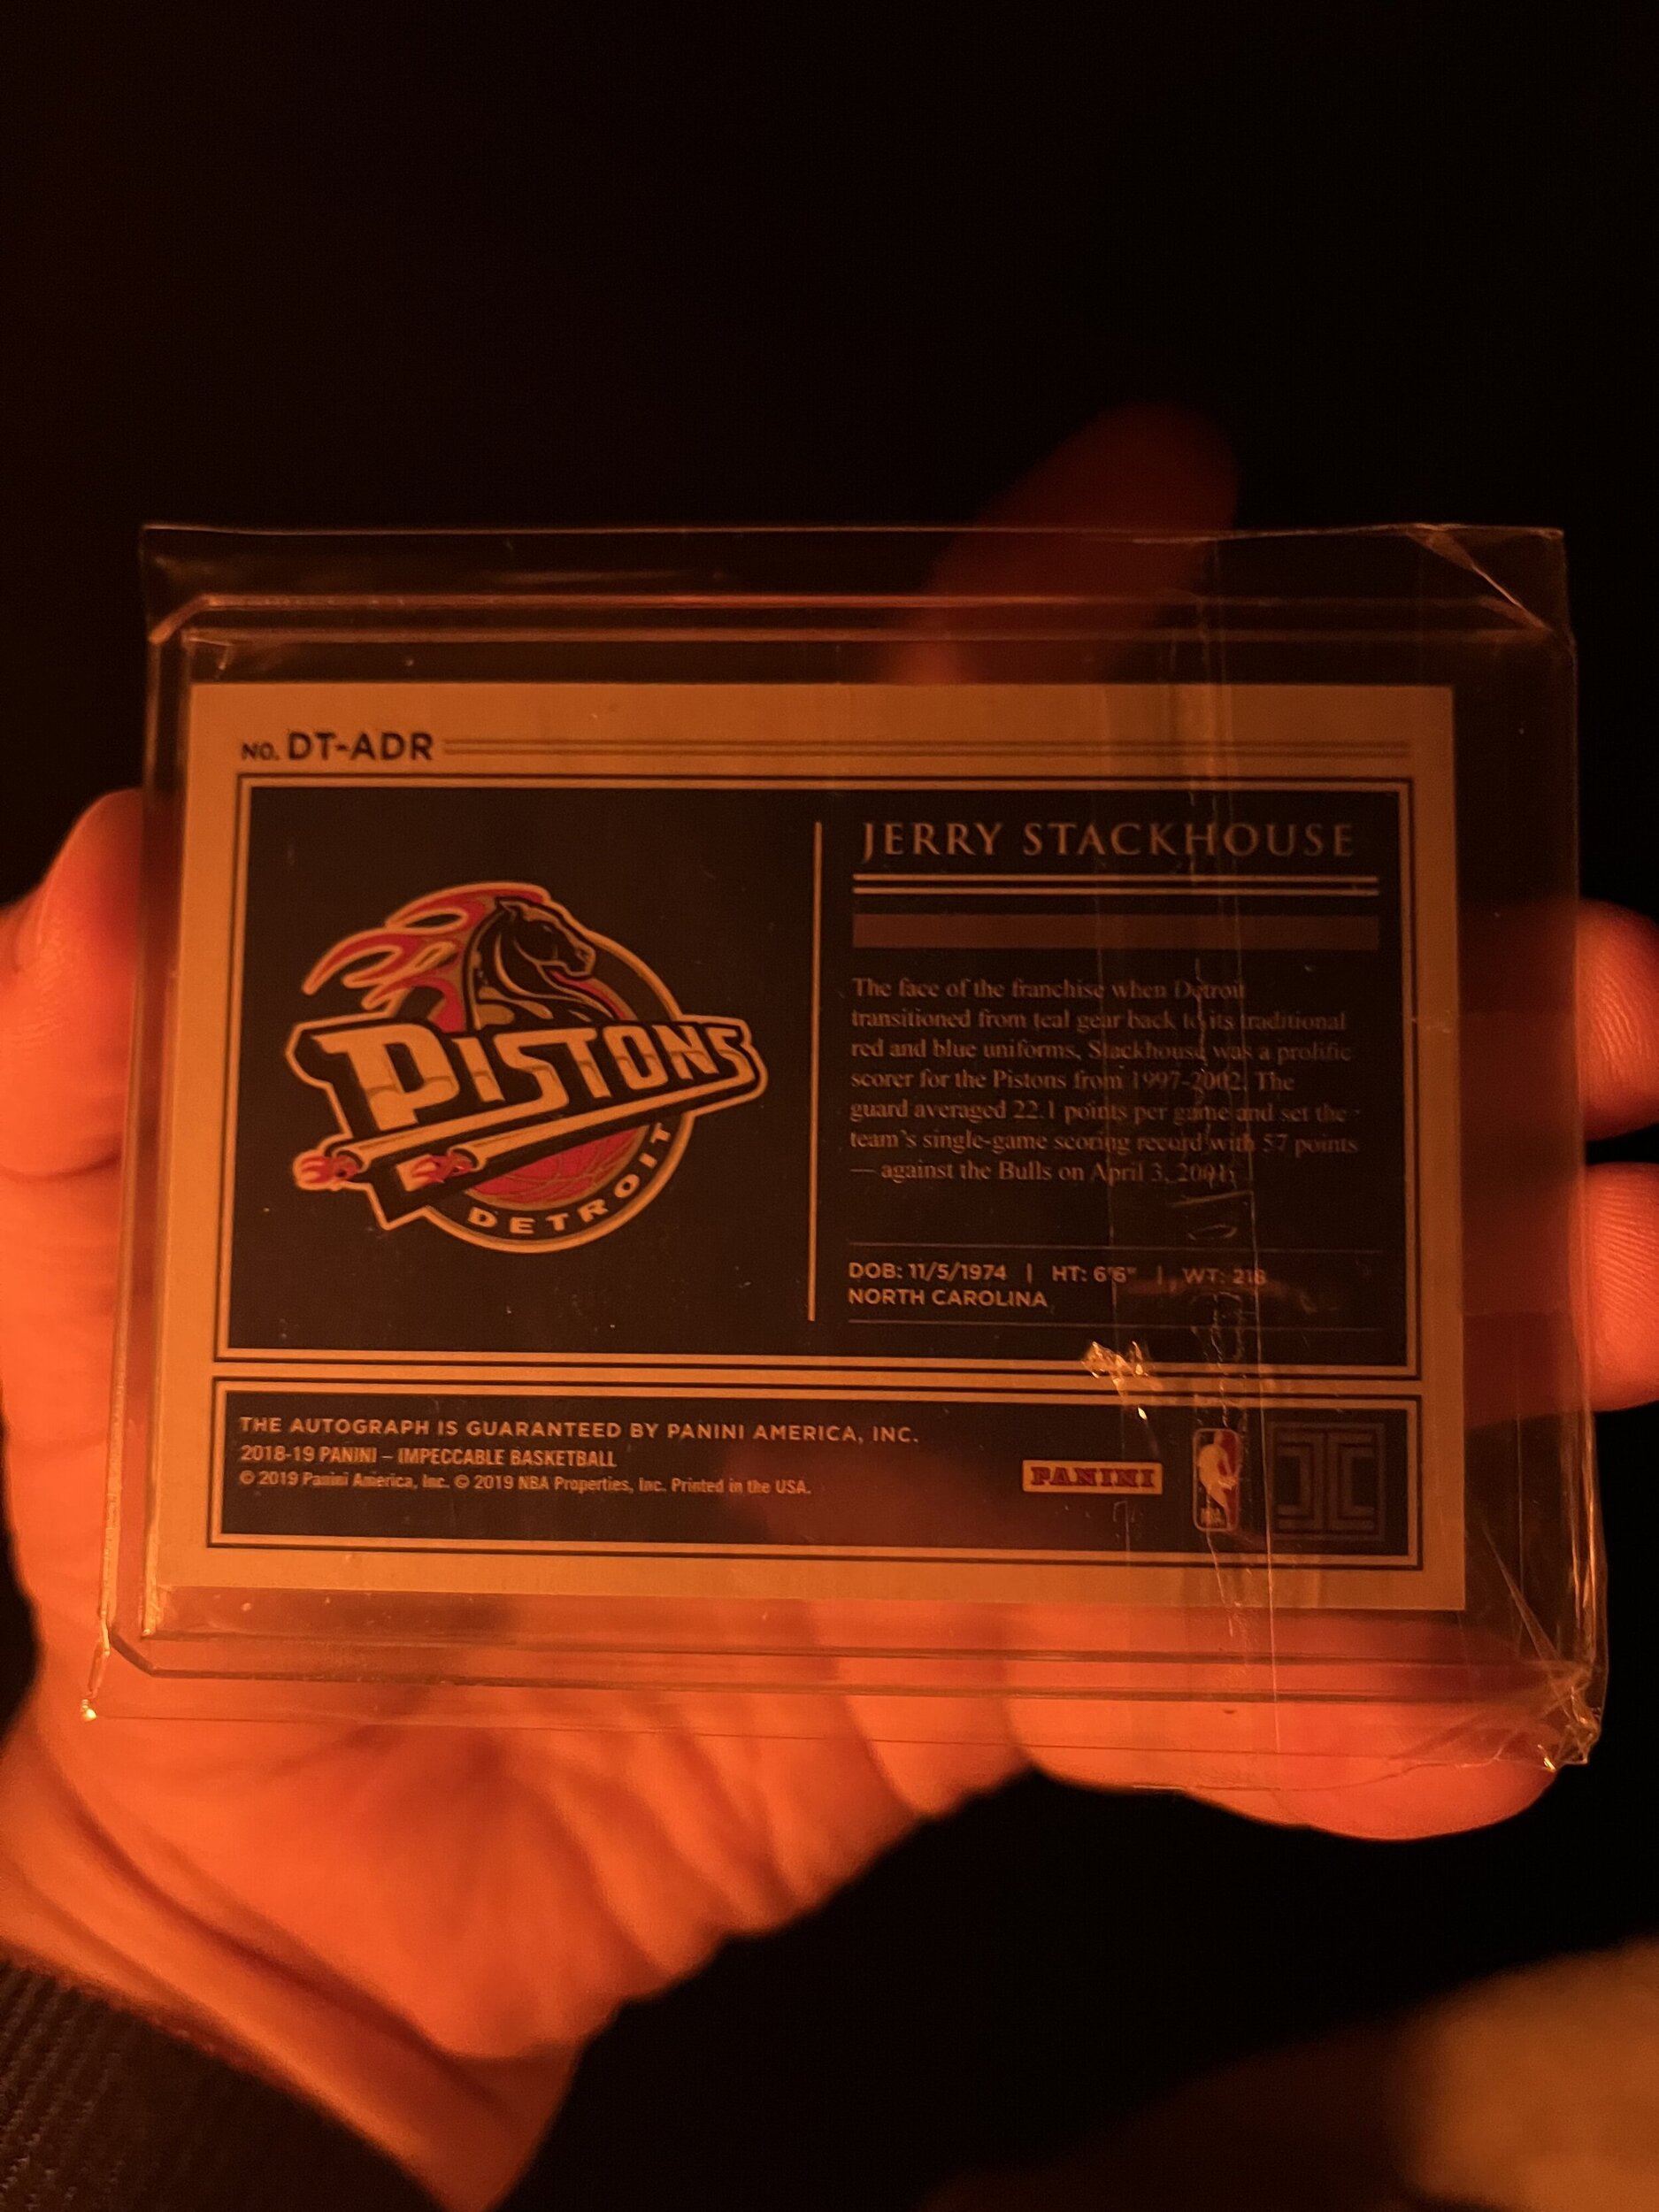 NO. DT-ADR
JERRY STACKHOUSE
The face of the franchise when Detroit
transitioned from teal gear back to its traditional
red and blue uniforms, Stackhouse was a prolific
scorer for the Pistons from 1997-2002. The
guard averaged 22.1 points per game and set the
team's single-game scoring record with 57 points
— against the Bulls on April 3, 2001.
DOB: 11/5/1974 | HT: 6'6" | WT: 218
NORTH CAROLINA
PISTONS
DETROIT
THE AUTOGRAPH IS GUARANTEED BY PANINI AMERICA, INC.
2018-19 PANINI – IMPECCABLE BASKETBALL
© 2019 Panini America, Inc. © 2019 NBA Properties, Inc. Printed in the USA.
PANINI
NBA